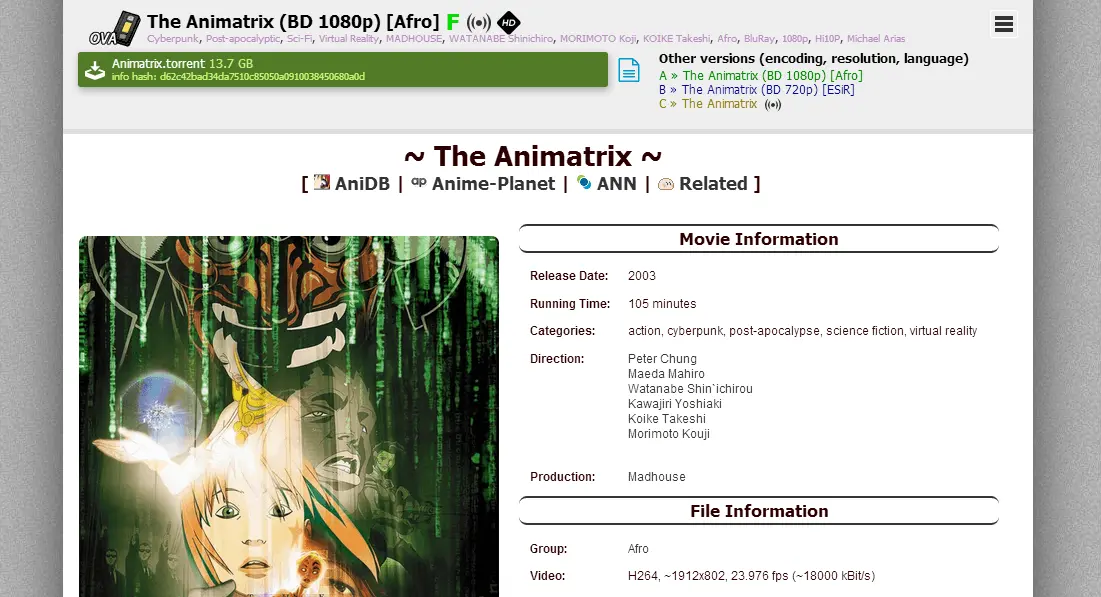 The Animatrix (BD 1080p) [Afro] F HD
OVA
Cyberpunk, Post-apocalyptic, Sci-Fi, Virtual Reality, MADHOUSE, WATANABE Shinichiro, MORIMOTO Koji, KOIKE Takeshi, Afro, BluRay, 1080p, Hi10P, Michael Arias
Animatrix.torrent 13.7 GB
info hash: d62c42bad34da7510c85050a0910038450680a0d
Other versions (encoding, resolution, language)
A » The Animatrix (BD 1080p) [Afro]
B » The Animatrix (BD 720p) [ESiR]
C » The Animatrix
~ The Animatrix ~
[ AniDB | ap Anime-Planet | ANN | Related ]
Movie Information
Release Date: 2003
Running Time: 105 minutes
Categories: action, cyberpunk, post-apocalypse, science fiction, virtual reality
Direction: Peter Chung
Maeda Mahiro
Watanabe Shin`ichirou
Kawajiri Yoshiaki
Koike Takeshi
Morimoto Kouji
Production: Madhouse
File Information
Group: Afro
Video: H264, ~1912x802, 23.976 fps (~18000 kBit/s)